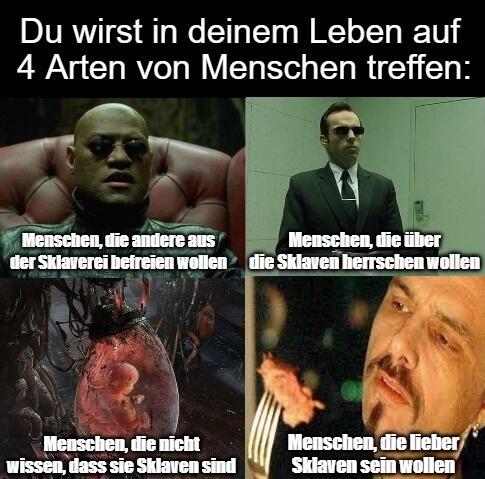 Du wirst in deinem Leben auf
4 Arten von Menschen treffen:
Menschen, die andere aus
der Sklaverei befreien wollen
Menschen, die über
die Sklaven herrschen wollen
Menschen, die nicht
wissen, dass sie Sklaven sind
Menschen, die lieber
Sklaven sein wollen